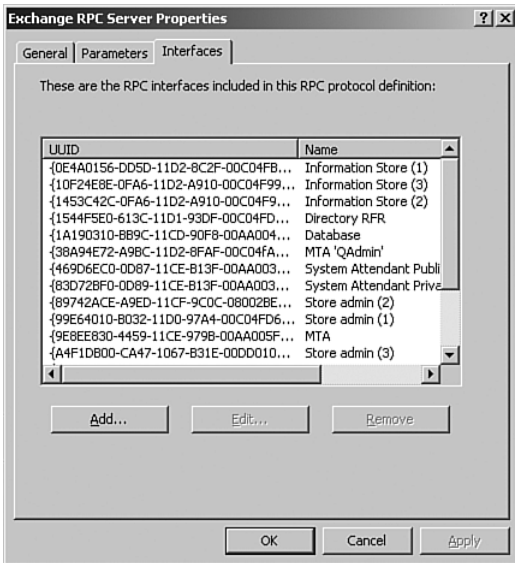 Exchange RPC Server Properties
General Parameters Interfaces
These are the RPC interfaces included in this RPC protocol definition:
UUID Name
{0E4A0156-DD5D-11D2-8C2F-00C04FB... Information Store (1)
{10F24E8E-0FA6-11D2-A910-00C04F99... Information Store (3)
{1453C42C-0FA6-11D2-A910-00C04F9... Information Store (2)
{1544F5E0-613C-11D1-93DF-00C04FD... Directory RFR
{1A190310-BB9C-11CD-90F8-00AA004... Database
{38A94E72-A9BC-11D2-8FAF-00C04fA... MTA 'QAdmin'
{469D6EC0-0D87-11CE-B13F-00AA003... System Attendant Publi
{83D72BF0-0D89-11CE-B13F-00AA003... System Attendant Priva
{89742ACE-A9ED-11CF-9C0C-08002BE... Store admin (2)
{99E64010-B032-11D0-97A4-00C04FD6... Store admin (1)
{9E8EE830-4459-11CE-979B-00AA005F... MTA
{A4F1DB00-CA47-1067-B31E-00DD010... Store admin (3)
Add... Edit... Remove
OK Cancel Apply